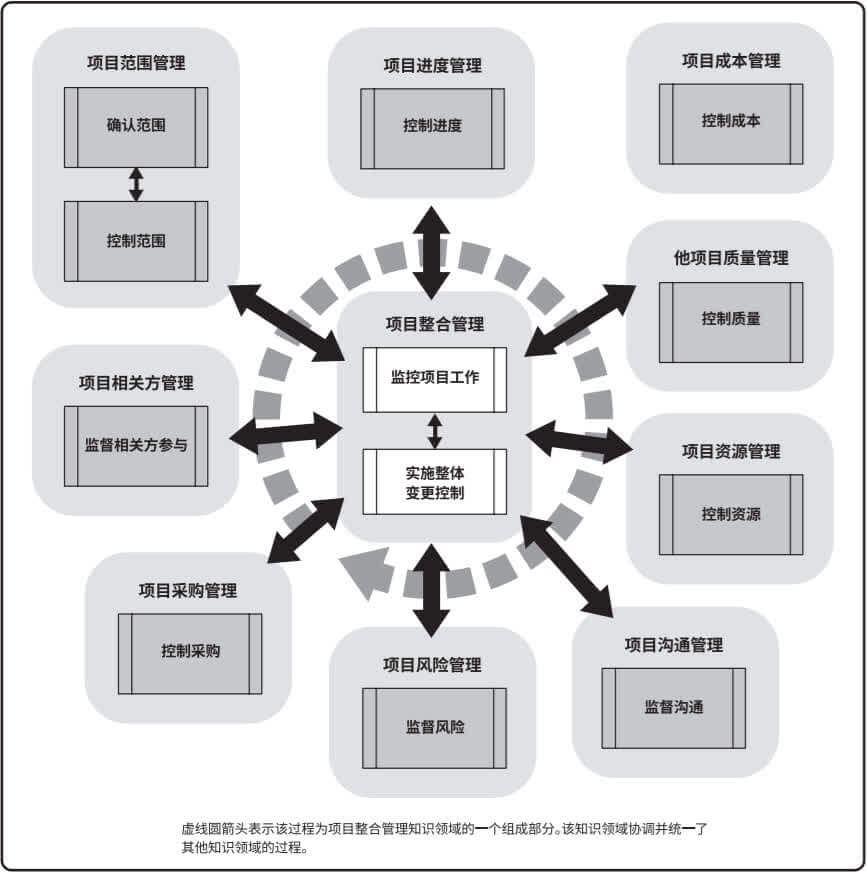 项目范围管理
确认范围
控制范围
项目进度管理
控制进度
项目成本管理
控制成本
他项目质量管理
控制质量
项目整合管理
监控项目工作
实施整体
变更控制
项目相关方管理
监督相关方参与
项目资源管理
控制资源
项目采购管理
控制采购
项目风险管理
监督风险
项目沟通管理
监督沟通
虚线圆箭头表示该过程为项目整合管理知识领域的一个组成部分。该知识领域协调并统一了
其他知识领域的过程。